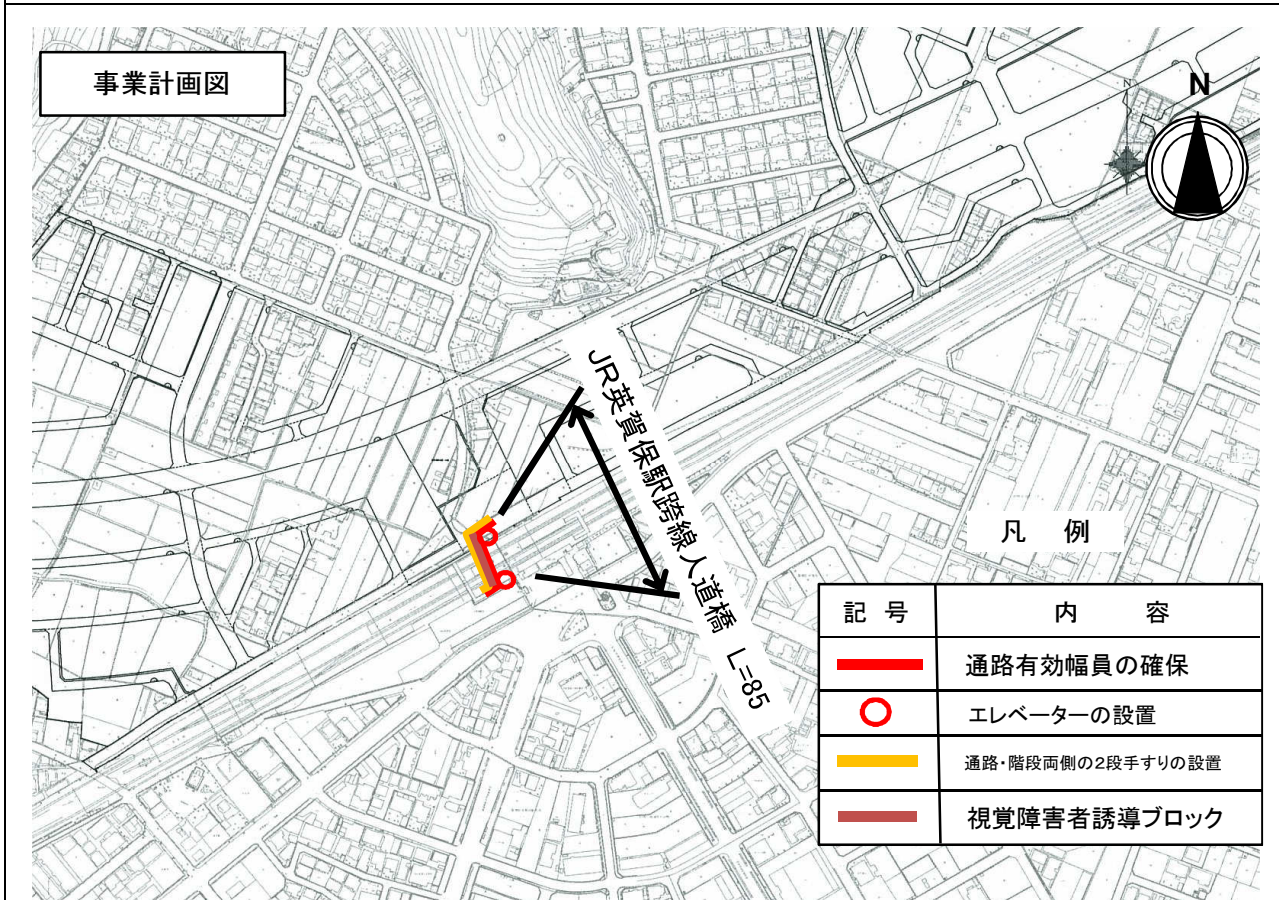 事業計画図
N
N
JR英賀保駅跨線人道橋 L=85
凡 例
記 号 内 容
通路有効幅員の確保
エレベーターの設置
通路・階段両側の2段手すりの設置
視覚障害者誘導ブロック